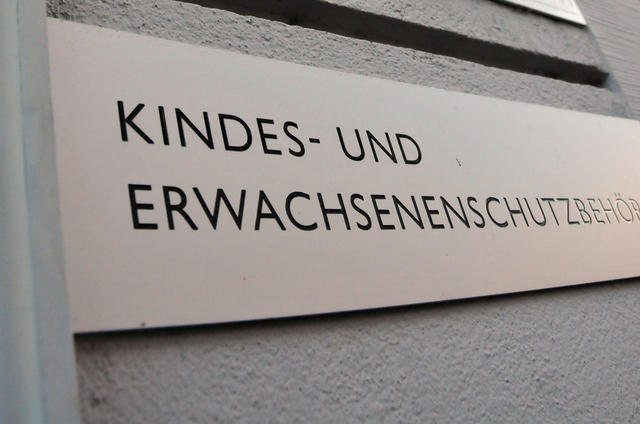 KINDES- UND
ERWACHSENENSCHUTZBEHÖR